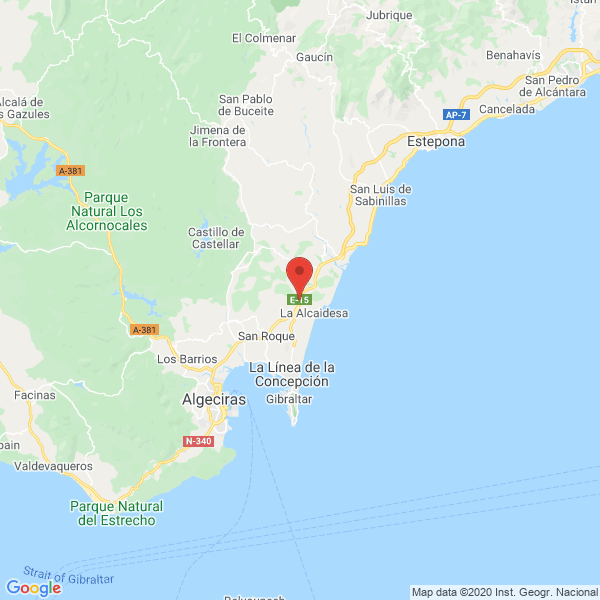 Jubrique
El Colmenar
Gaucín
Benahavís
San Pedro
de Alcántara
Alcalá de
San Pablo
de Buceite
Cancelada
AP-7
Estepona
Jimena de
la Frontera
A-381
San Luis de
Sabinillas
Parque
Natural Los
Alcornocales
Castillo de
Castellar
E-15
La Alcaidesa
A-381
San Roque
Los Barrios
La Línea de la
Concepción
Facinas
Algeciras
Gibraltar
N-340
Valdevaqueros
Parque Natural
del Estrecho
Strait of Gibraltar
Google
Map data ©2020 Inst. Geogr. Nacional